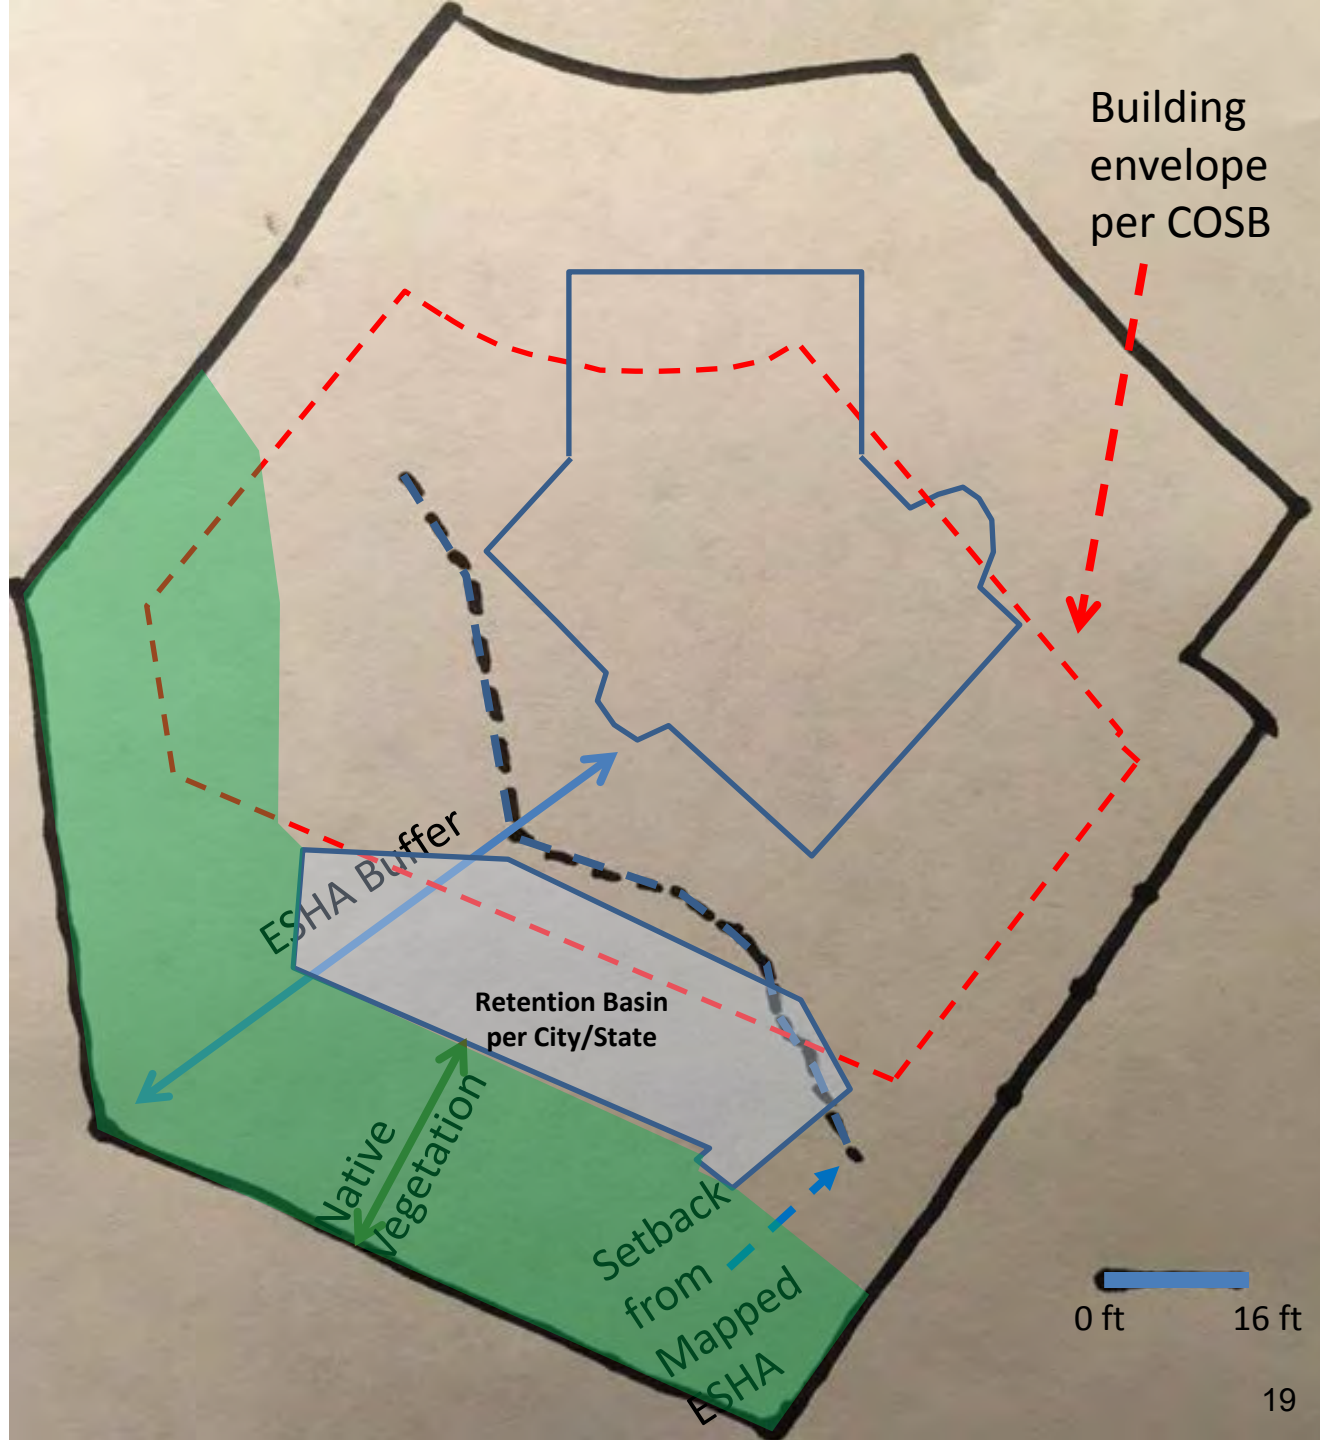 Building
envelope
per COSB
ESHA Buffer
Retention Basin
per City/State
Native
Vegetation
Setback
from
Mapped
ESHA
0 ft 16 ft
19